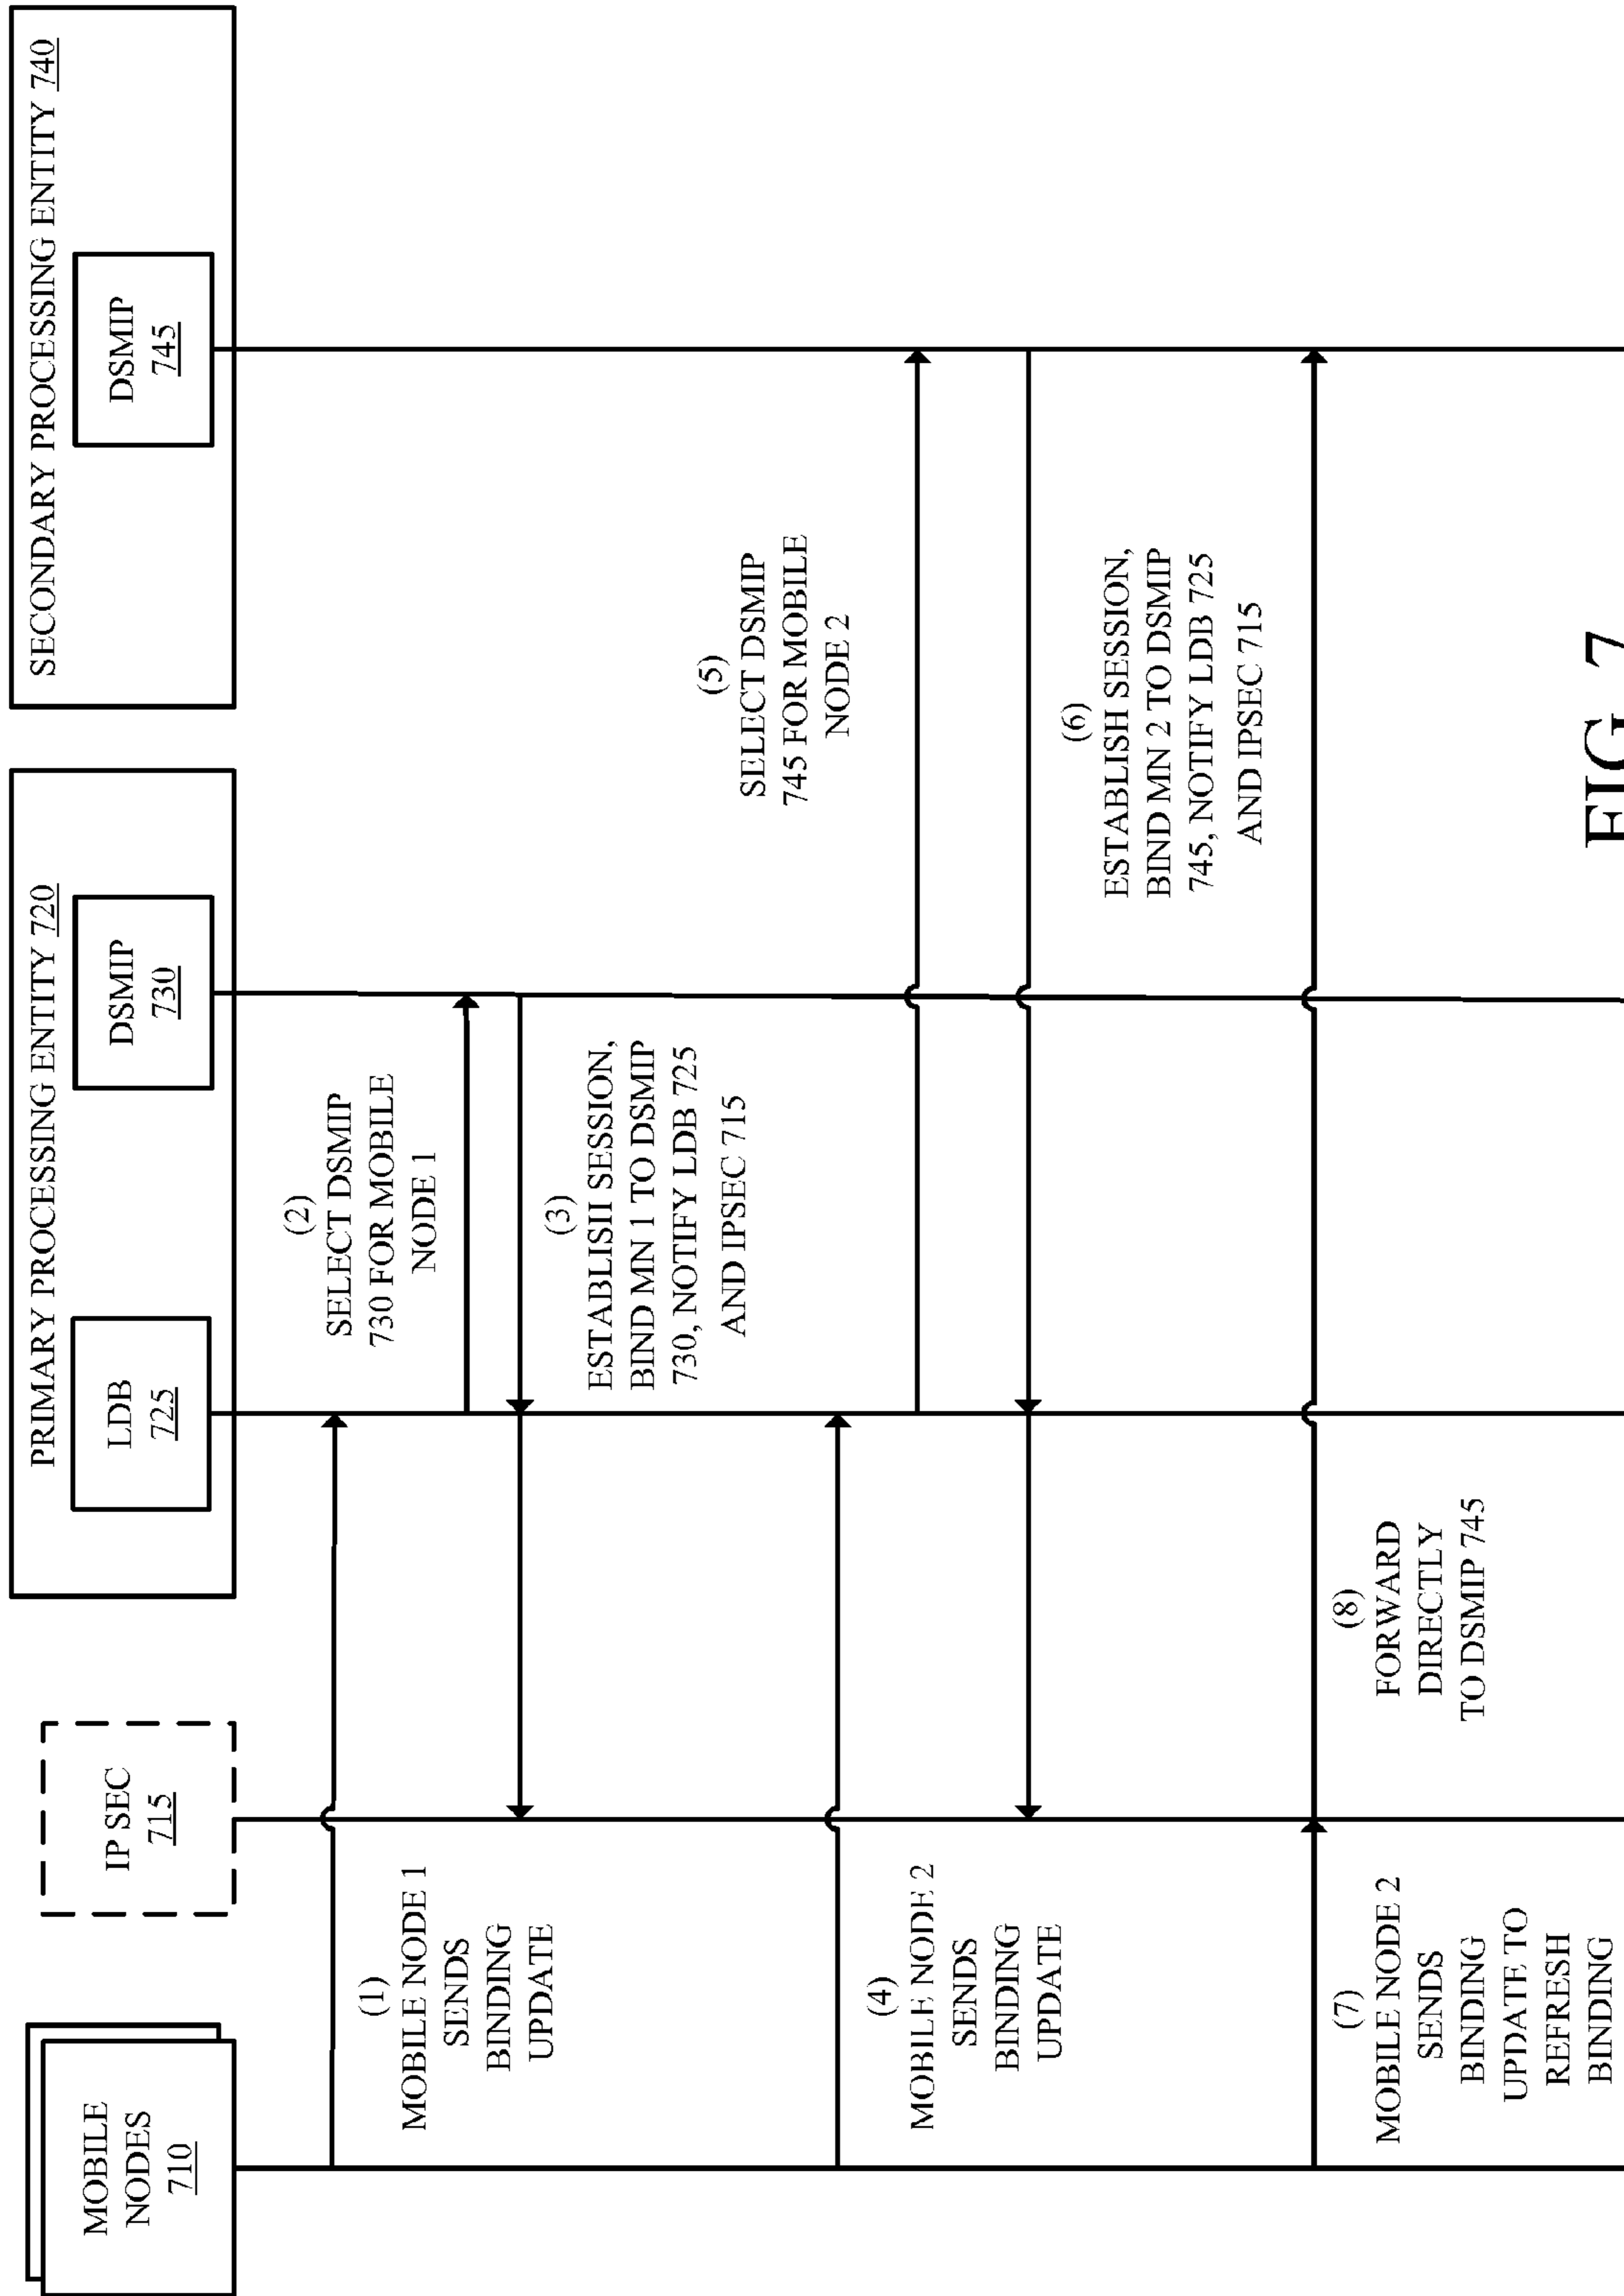 MOBILE
NODES
710
IP SEC
715
PRIMARY PROCESSING ENTITY 720
LDB
725
DSMIP
730
SECONDARY PROCESSING ENTITY 740
DSMIP
745
(1)
MOBILE NODE 1
SENDS
BINDING
UPDATE
(2)
SELECT DSMIP
730 FOR MOBILE
NODE 1
(3)
ESTABLISH SESSION,
BIND MN 1 TO DSMIP
730, NOTIFY LDB 725
AND IPSEC 715
(4)
MOBILE NODE 2
SENDS
BINDING
UPDATE
(5)
SELECT DSMIP
745 FOR MOBILE
NODE 2
(6)
ESTABLISH SESSION,
BIND MN 2 TO DSMIP
745, NOTIFY LDB 725
AND IPSEC 715
(7)
MOBILE NODE 2
SENDS
BINDING
UPDATE TO
REFRESH
BINDING
(8)
FORWARD
DIRECTLY
TO DSMIP 745
FIG. 7